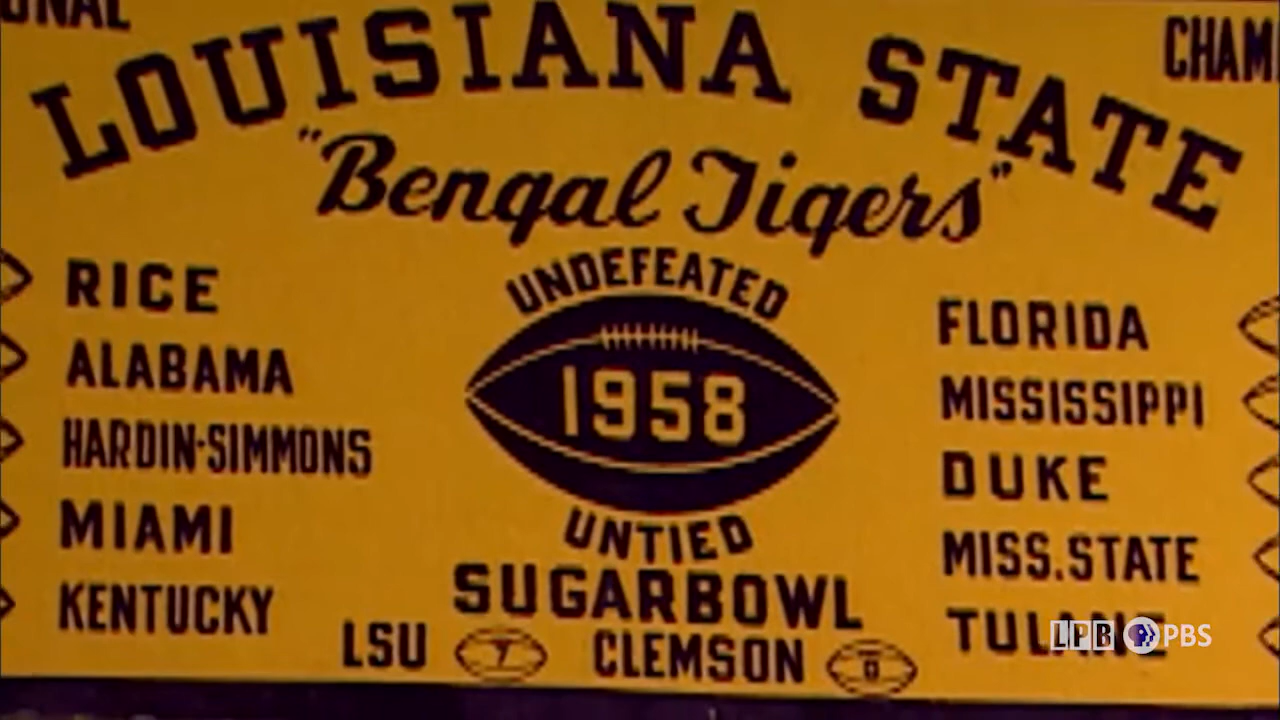 ONAL
CHAM
LOUISIANA STATE
"Bengal Tigers"
UNDEFEATED
1958
UNTIED
RICE
ALABAMA
HARDIN-SIMMONS
MIAMI
KENTUCKY
FLORIDA
MISSISSIPPI
DUKE
MISS.STATE
TULANE
SUGARBOWL
LSU 7 CLEMSON 0
LPB PBS